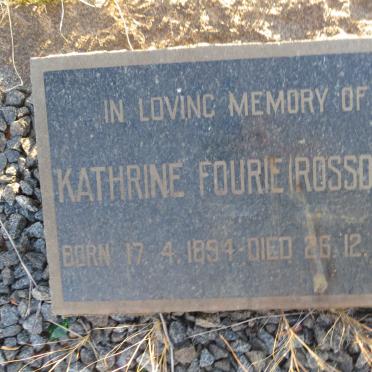 IN LOVING MEMORY OF
KATHRINE FOURIE (ROSSO
BORN 17. 4. 1894 - DIED 26. 12.